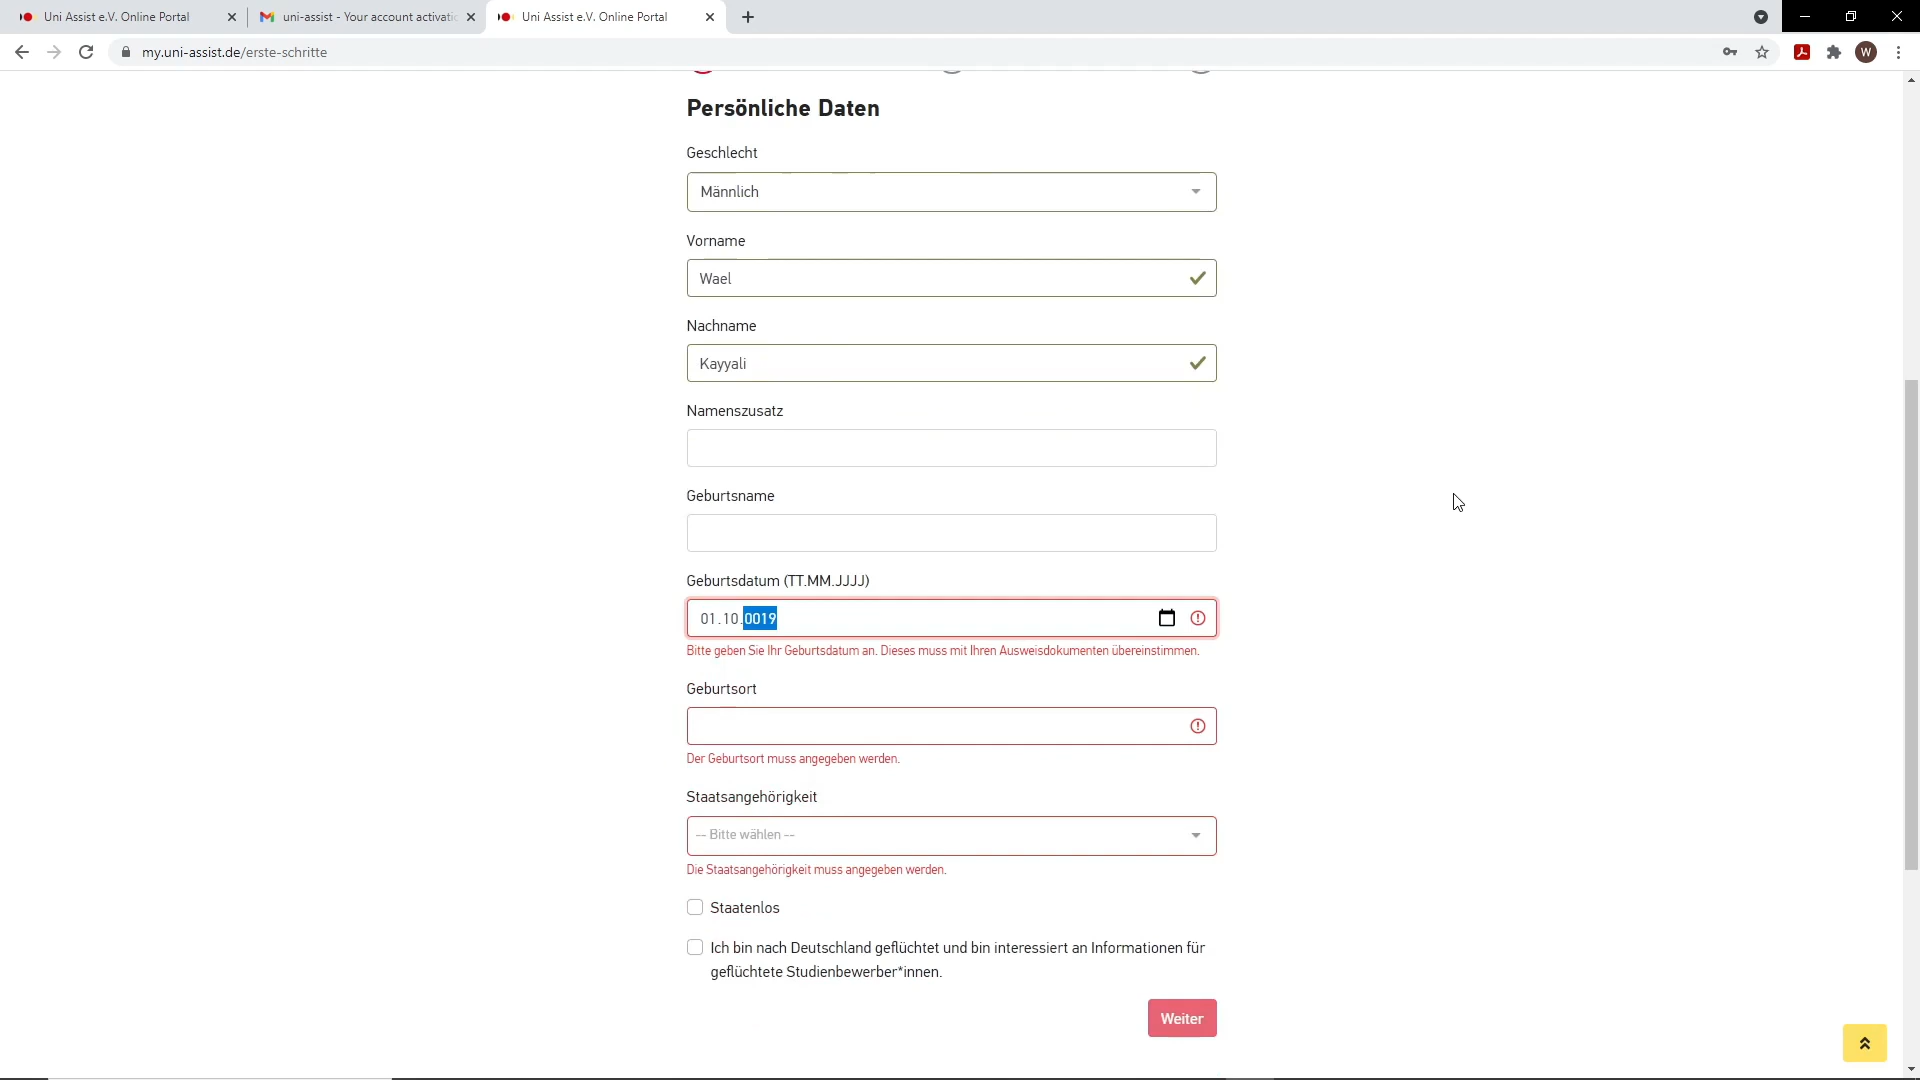 Uni Assist e.V. Online Portal
uni-assist - Your account activatic
Uni Assist e.V. Online Portal
my.uni-assist.de/erste-schritte
W
Persönliche Daten
Geschlecht
Männlich
Vorname
Wael
Nachname
Kayyali
Namenszusatz
Geburtsname
Geburtsdatum (TT.MM.JJJJ)
01.10.0019
Bitte geben Sie Ihr Geburtsdatum an. Dieses muss mit Ihren Ausweisdokumenten übereinstimmen.
Geburtsort
Der Geburtsort muss angegeben werden.
Staatsangehörigkeit
-- Bitte wählen --
Die Staatsangehörigkeit muss angegeben werden.
Staatenlos
Ich bin nach Deutschland geflüchtet und bin interessiert an Informationen für
geflüchtete Studienbewerber*innen.
Weiter